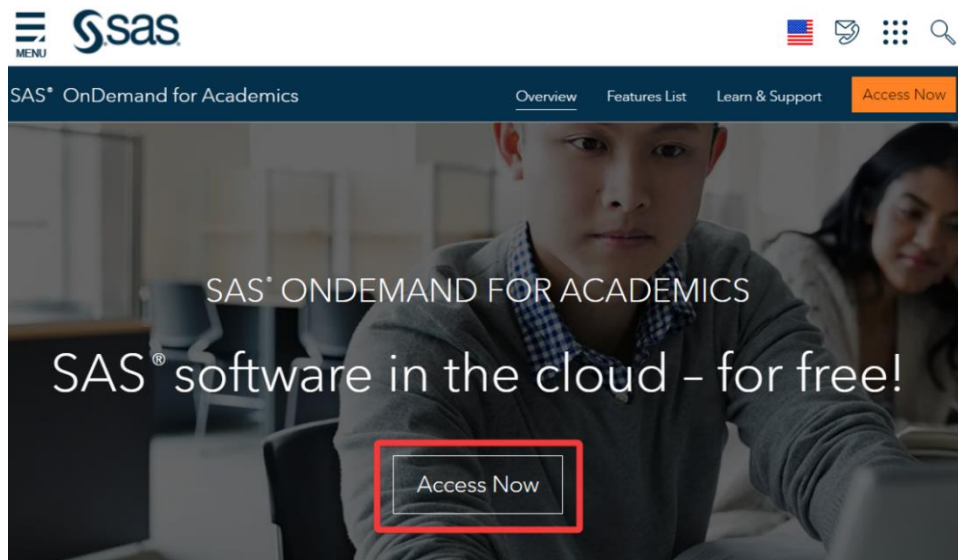 sas
MENU
SAS® OnDemand for Academics
Overview
Features List
Learn & Support
Access Now
SAS® ONDEMAND FOR ACADEMICS
SAS® software in the cloud – for free!
Access Now